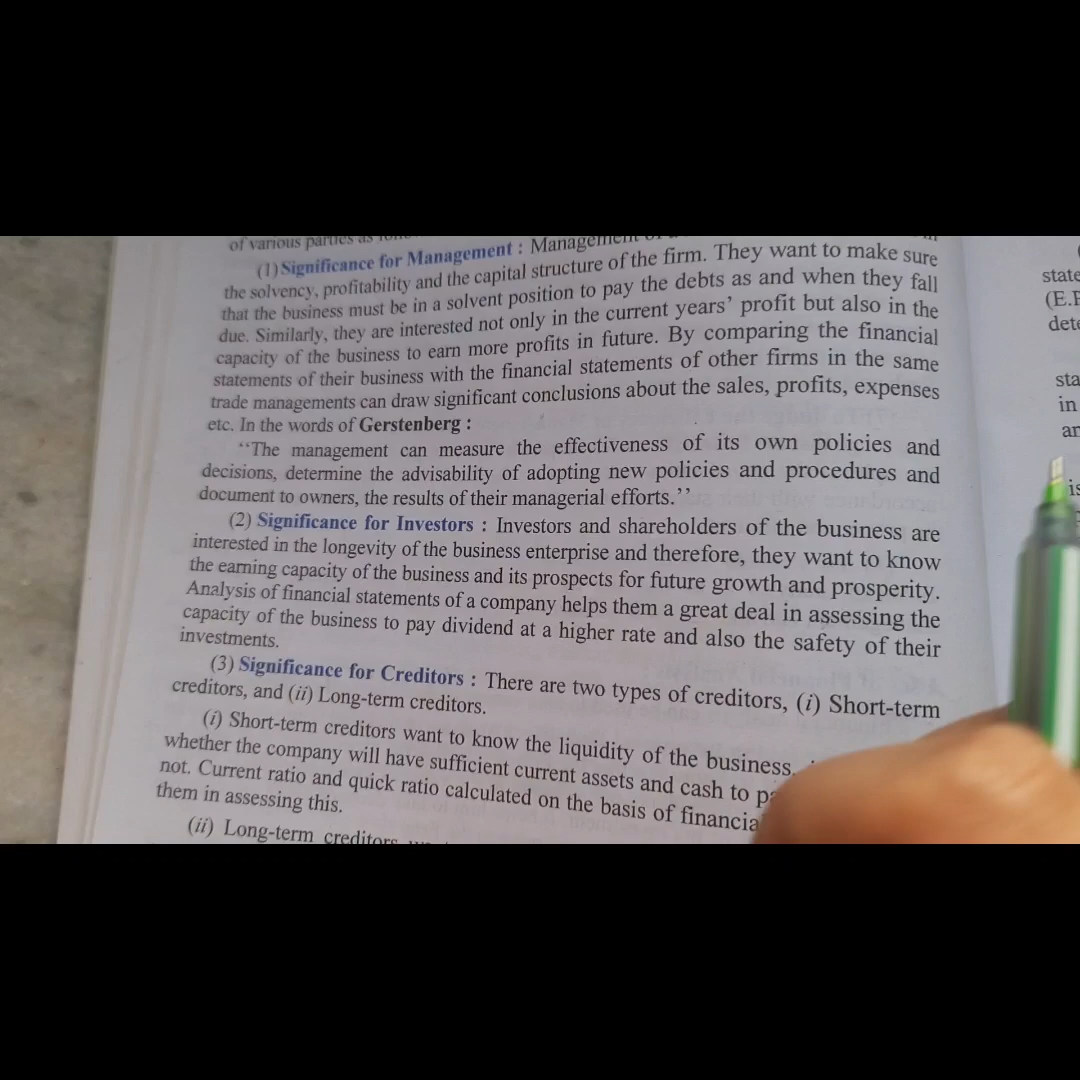 of various parties as
(1) Significance for Management : Management
the solvency, profitability and the capital structure of the firm. They want to make sure
that the business must be in a solvent position to pay the debts as and when they fall
due. Similarly, they are interested not only in the current years' profit but also in the
capacity of the business to earn more profits in future. By comparing the financial
statements of their business with the financial statements of other firms in the same
trade managements can draw significant conclusions about the sales, profits, expenses
etc. In the words of Gerstenberg :
‘‘The management can measure the effectiveness of its own policies and
decisions, determine the advisability of adopting new policies and procedures and
document to owners, the results of their managerial efforts.’’
(2) Significance for Investors : Investors and shareholders of the business are
interested in the longevity of the business enterprise and therefore, they want to know
the earning capacity of the business and its prospects for future growth and prosperity.
Analysis of financial statements of a company helps them a great deal in assessing the
capacity of the business to pay dividend at a higher rate and also the safety of their
investments.
(3) Significance for Creditors : There are two types of creditors, (i) Short-term
creditors, and (ii) Long-term creditors.
(i) Short-term creditors want to know the liquidity of the business,
whether the company will have sufficient current assets and cash to
not. Current ratio and quick ratio calculated on the basis of
them in assessing this.
(ii) Long-term creditors
state
(E.P
dete
sta
in
an
is